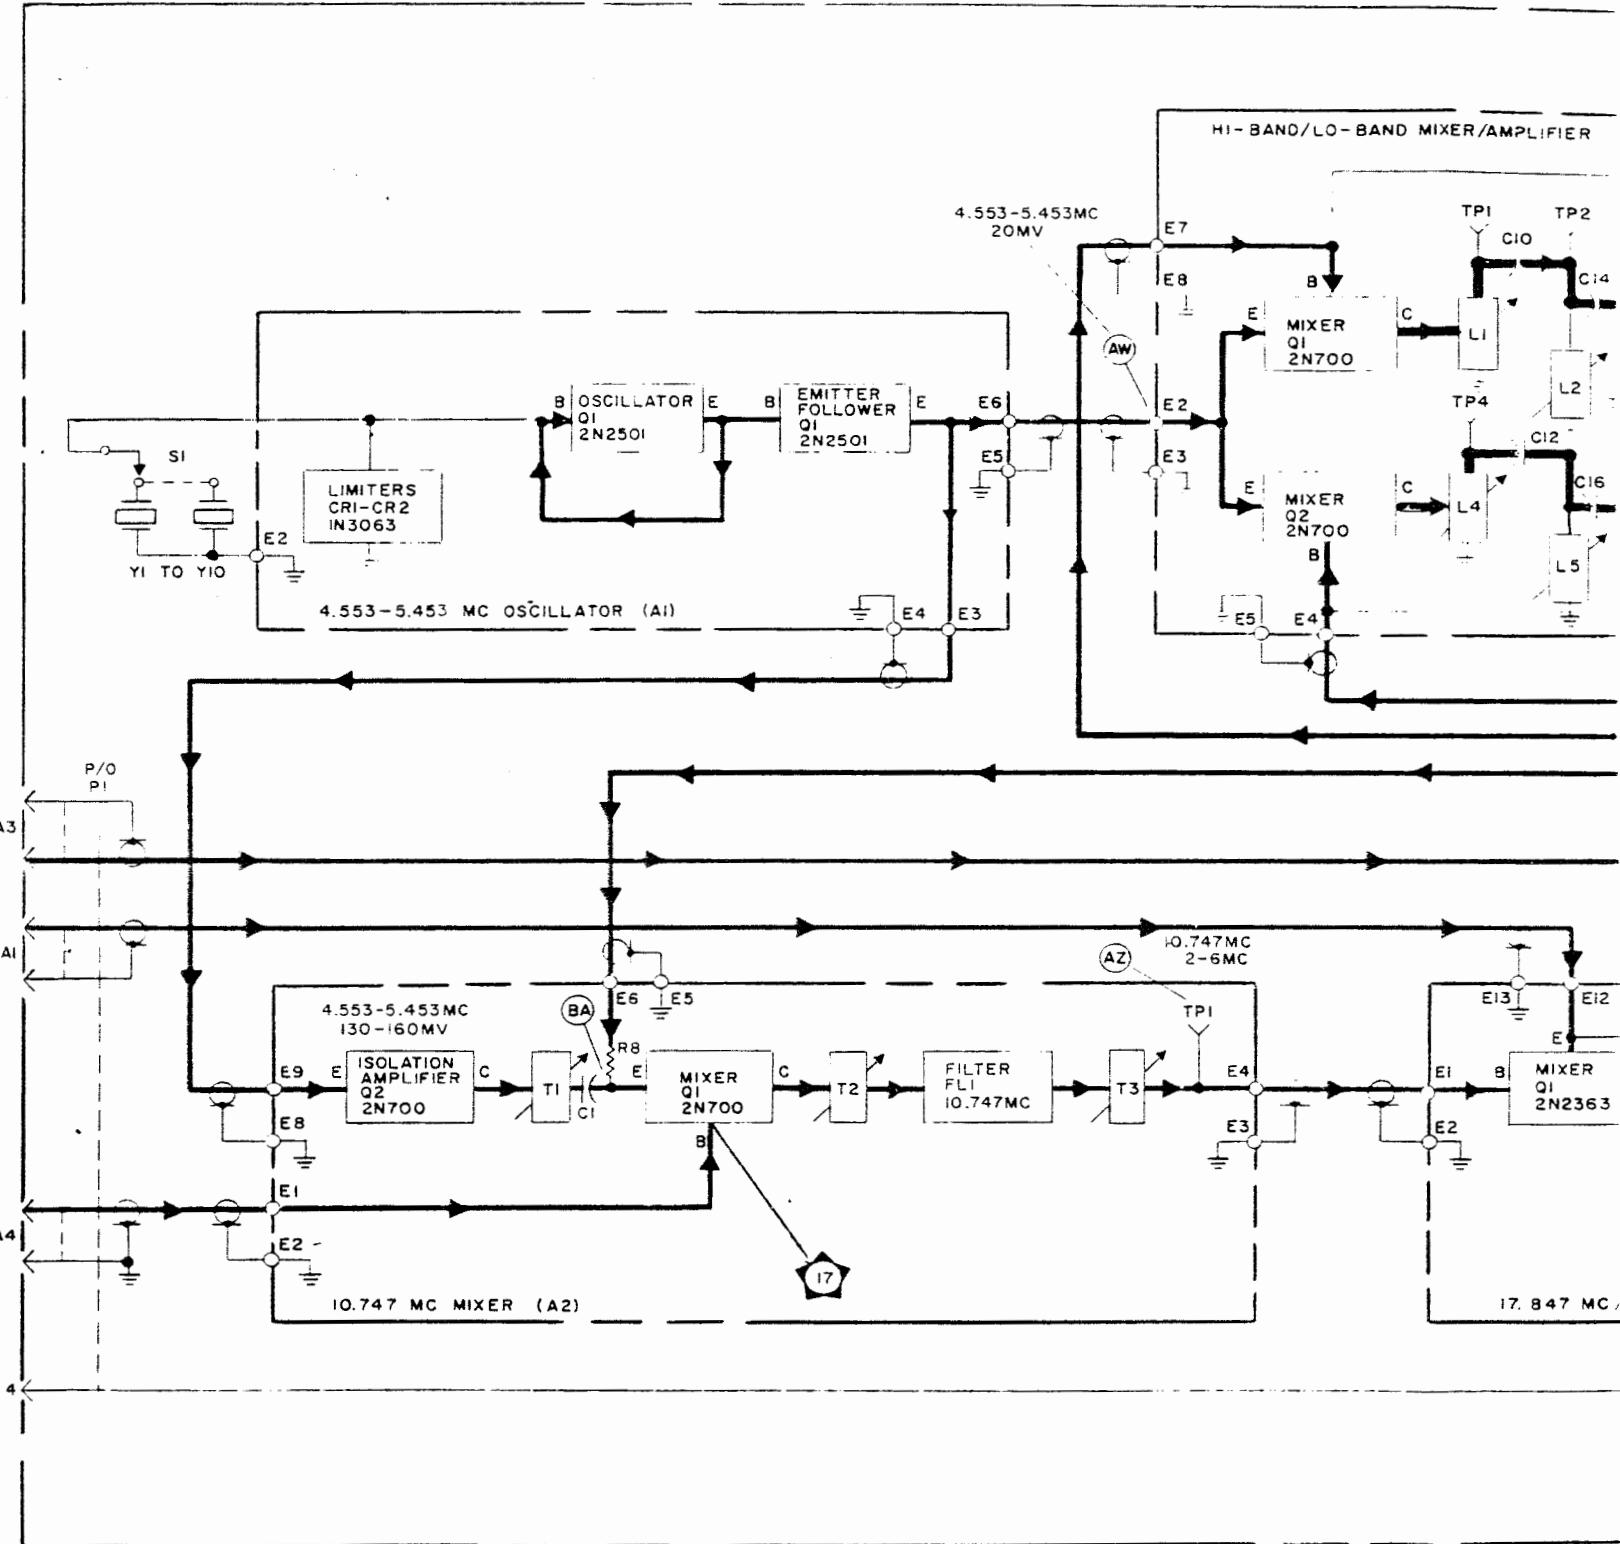 HI-BAND/LO-BAND MIXER/AMPLIFIER
4.553-5.453MC
20MV
E7
TP1
TP2
C10
E8
B
C14
E
MIXER
Q1
2N700
C
L1
AW
L2
TP4
OSCILLATOR
Q1
2N2501
B
E
EMITTER
FOLLOWER
Q1
2N2501
B
E
E6
E2
C12
E5
E3
S1
LIMITERS
CR1-CR2
IN3063
E
MIXER
Q2
2N700
C
L4
C16
E2
B
L5
Y1 TO Y10
4.553-5.453 MC OSCILLATOR (A1)
E4
E3
E5
E4
P/O
P1
A3
A1
10.747MC
2-6MC
AZ
E13
E12
E6
E5
4.553-5.453MC
130-160MV
BA
TP1
R8
E
E9
E
ISOLATION
AMPLIFIER
Q2
2N700
C
T1
C1
E
MIXER
Q1
2N700
C
T2
FILTER
FL1
10.747MC
T3
E4
E1
B
MIXER
Q1
2N2363
E8
B
E3
E2
E1
A4
E2
17
10.747 MC MIXER (A2)
17.847 MC
4